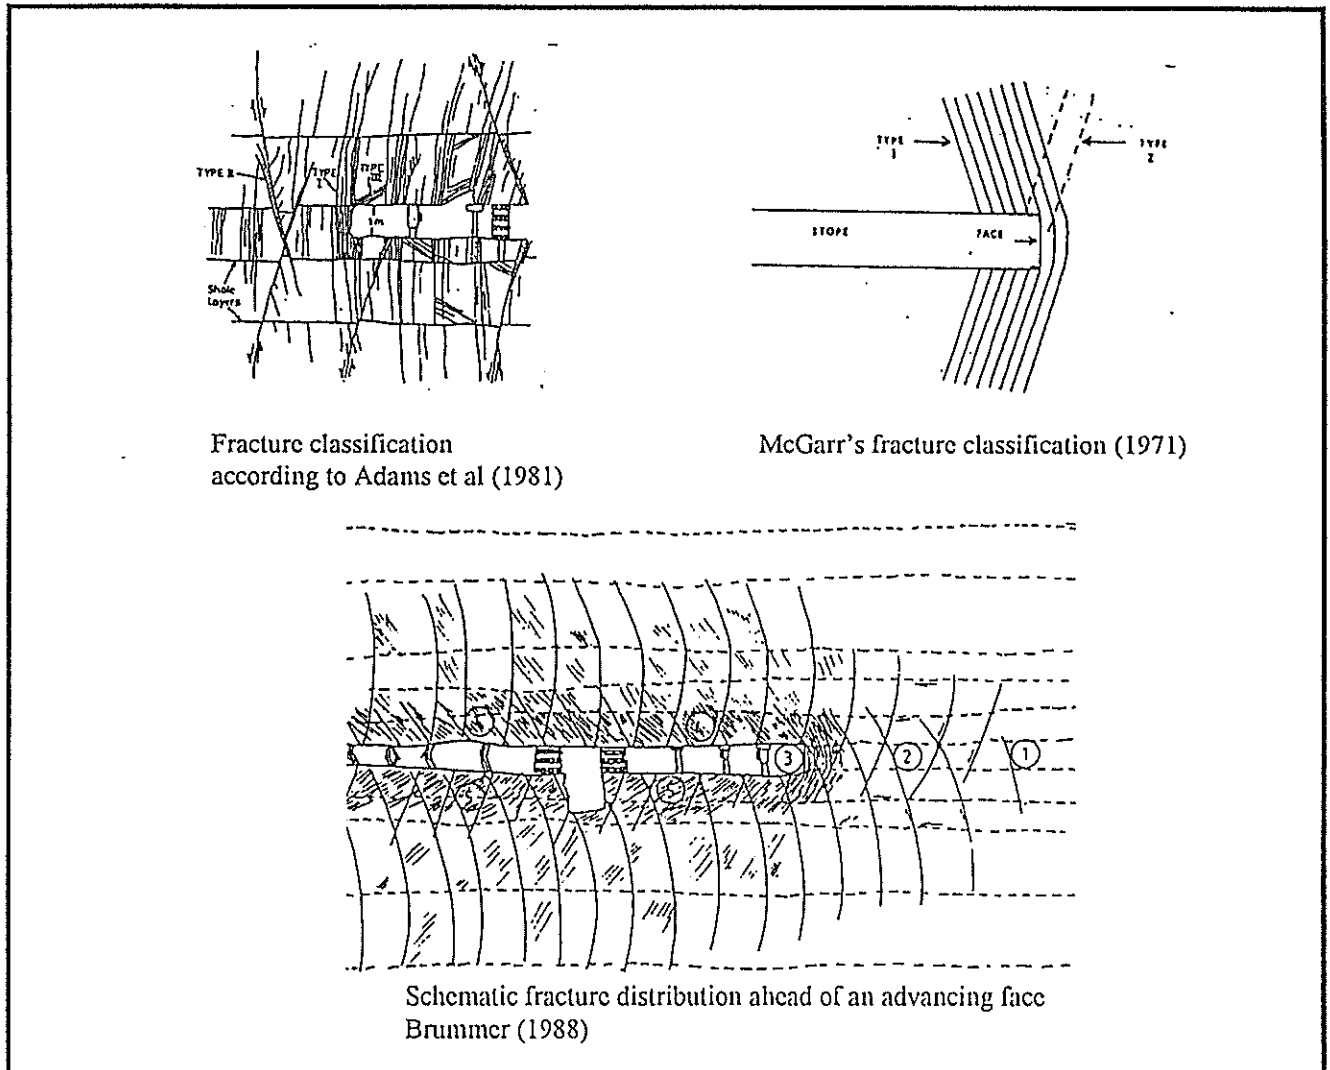 TYPE II
TYPE
I
TYPE
III
1m
Shale
Layers
TYPE
1
STOPE
FACE
TYPE
2
Fracture classification
according to Adams et al (1981)
McGarr's fracture classification (1971)
3
2
1
Schematic fracture distribution ahead of an advancing face
Brummer (1988)